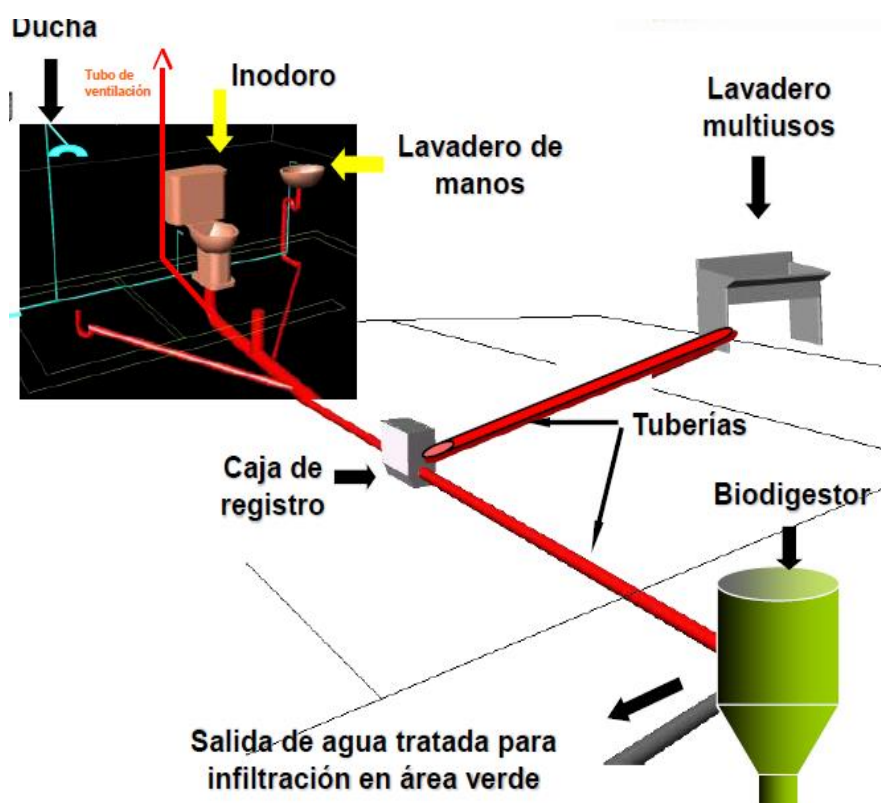 Ducha
Tubo de
ventilación
Inodoro
Lavadero
multiusos
Lavadero de
manos
Tuberías
Caja de
registro
Biodigestor
Salida de agua tratada para
infiltración en área verde